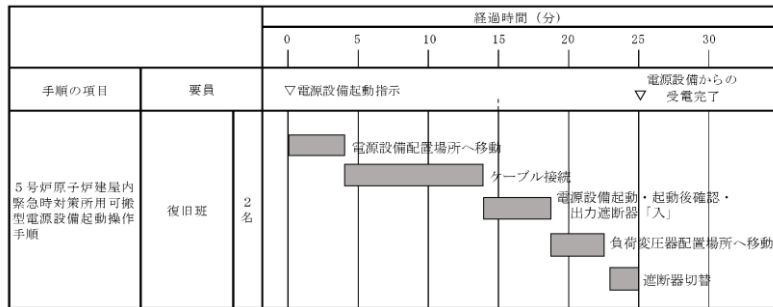 経過時間（分）
0 5 10 15 20 25 30
手順の項目 要員 ▽電源設備起動指示 電源設備からの
▽ 受電完了
5号炉原子炉建屋内
緊急時対策所用可搬
型電源設備起動操作
手順
復旧班
2
名
電源設備配置場所へ移動
ケーブル接続
電源設備起動・起動後確認・
出力遮断器「入」
負荷変圧器配置場所へ移動
遮断器切替